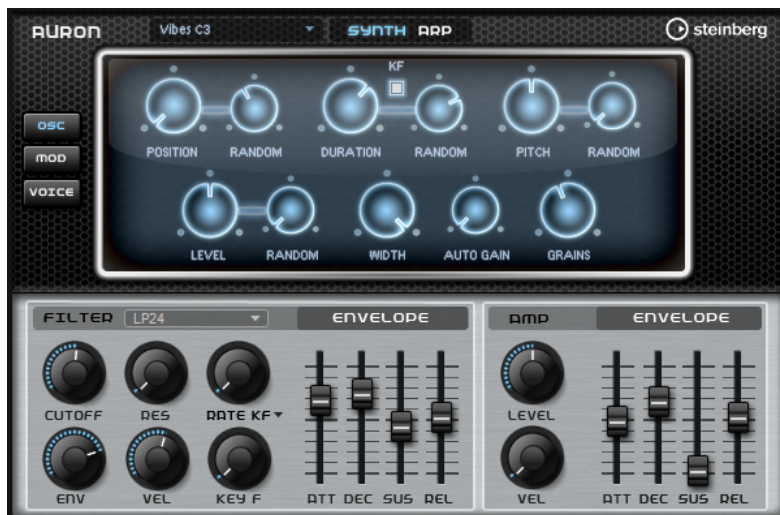 AURON
Vibes C3
SYNTH ARP
steinberg
KF
OSC
MOD
VOICE
POSITION RANDOM DURATION RANDOM PITCH RANDOM
LEVEL RANDOM WIDTH AUTO GAIN GRAINS
FILTER LP24 ENVELOPE
AMP ENVELOPE
CUTOFF RES RATE KF
LEVEL
ENV VEL KEY F ATT DEC SUS REL
VEL ATT DEC SUS REL